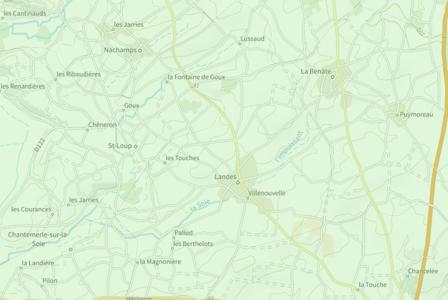 les Cantinauds
les Jarries
Nachamps
Lussaud
les Ribaudières
la Fontaine de Goux
La Benâte
les Renardières
Goux
Puymoreau
Chêneron
D122
St-Loup
l'Eglise
les Touches
Landes
Villenouvelle
les Jarries
la Soie
les Courances
Chantemerle-sur-la-
Soie
Pallud
les Berthelots
la Landière
la Magnonière
Chancelée
Pilon
la Touche